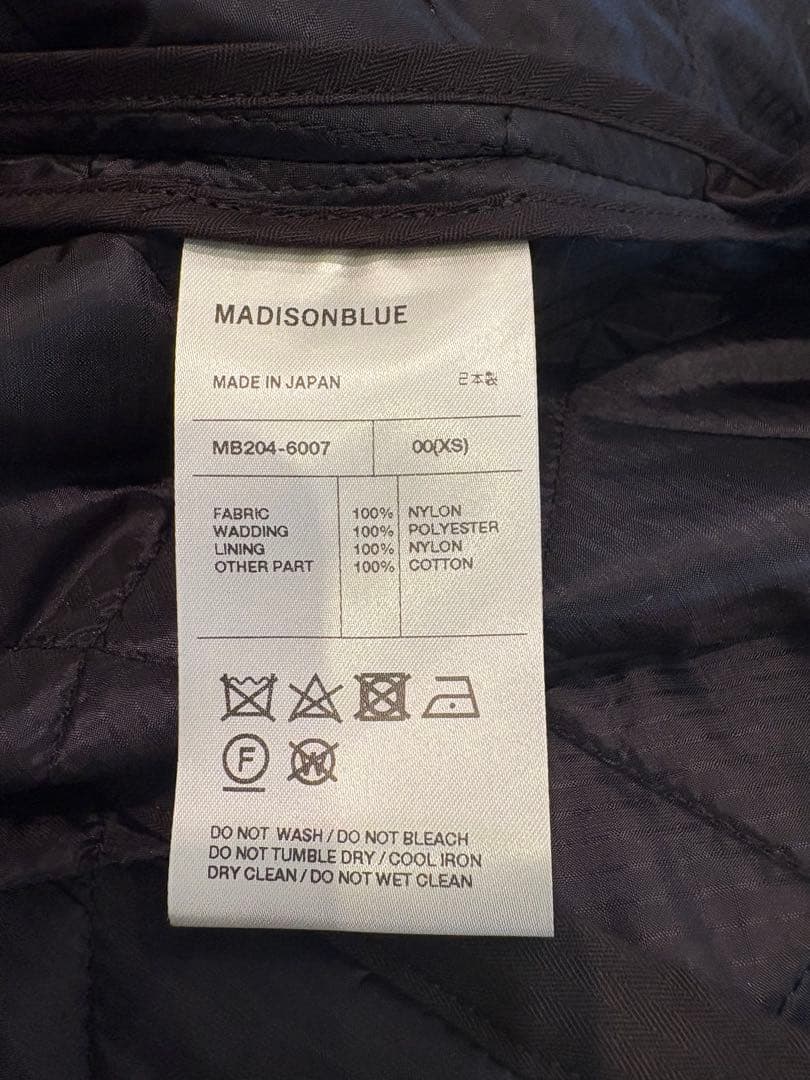 MADISONBLUE
MADE IN JAPAN 日本製
MB204-6007 00(XS)
FABRIC 100% NYLON
WADDING 100% POLYESTER
LINING 100% NYLON
OTHER PART 100% COTTON
F W
DO NOT WASH / DO NOT BLEACH
DO NOT TUMBLE DRY / COOL IRON
DRY CLEAN / DO NOT WET CLEAN